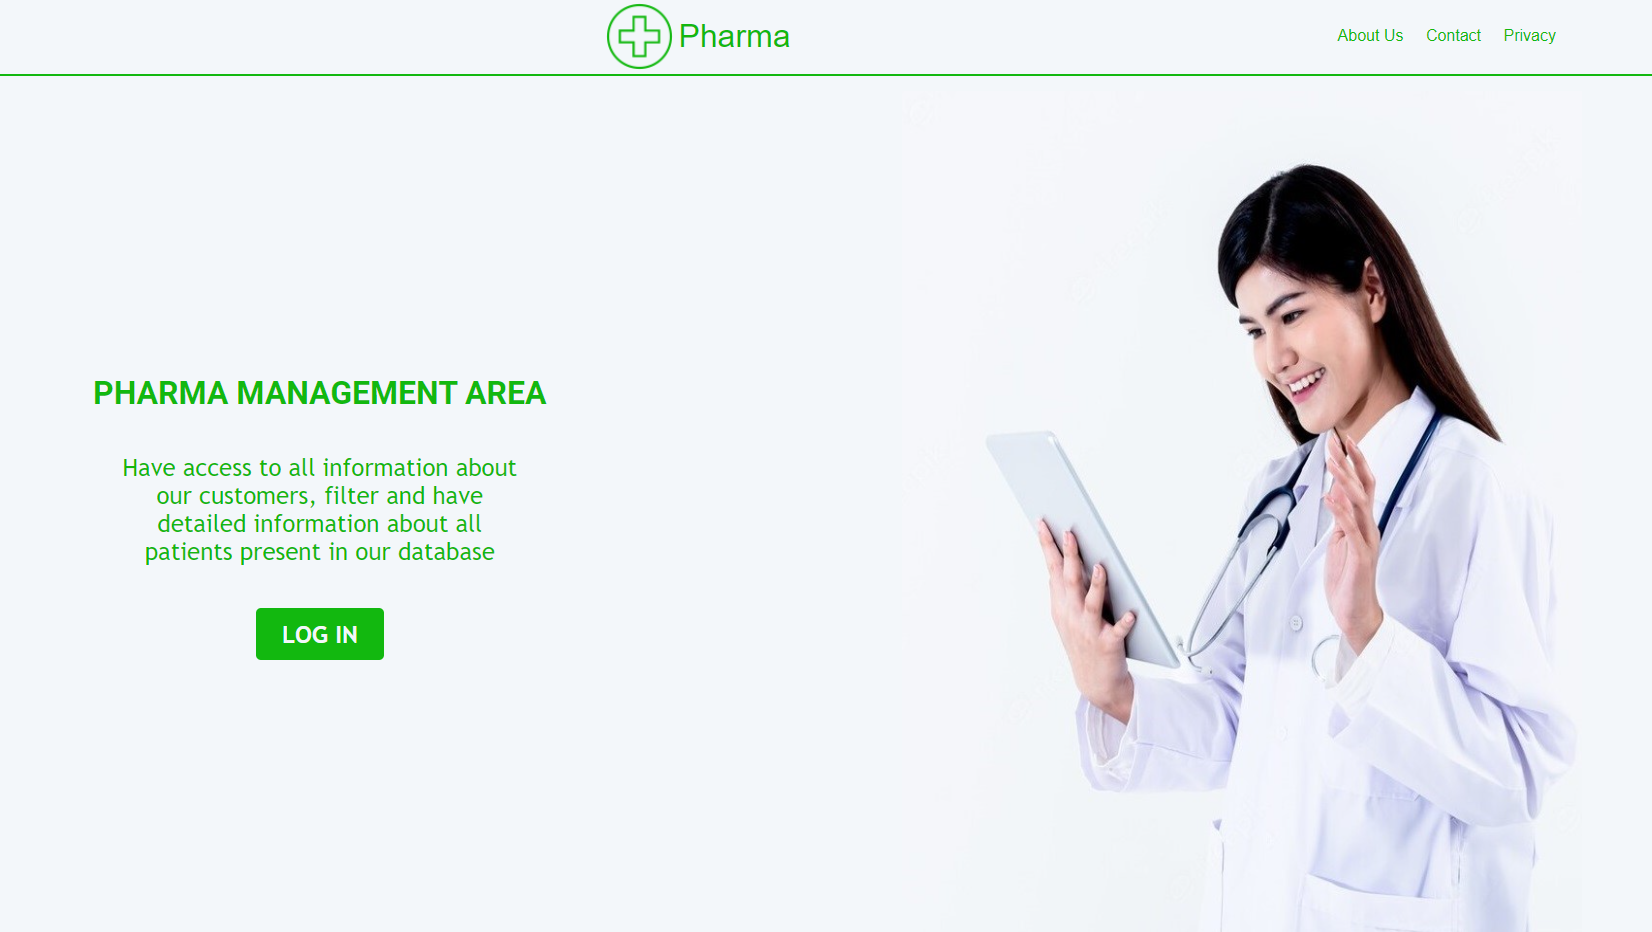 Pharma
About Us
Contact
Privacy
PHARMA MANAGEMENT AREA
Have access to all information about
our customers, filter and have
detailed information about all
patients present in our database
LOG IN